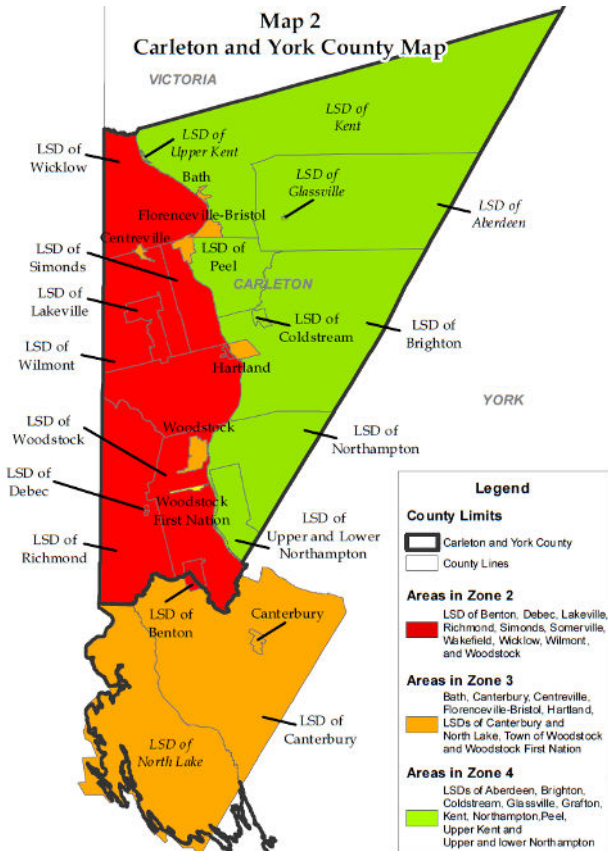 Map 2
Carleton and York County Map
VICTORIA
LSD of
Kent
LSD of
Upper Kent
LSD of
Wicklow
Bath
LSD of
Glassville
LSD of
Aberdeen
Florenceville-Bristol
Centreville
LSD of
Simonds
LSD of
Peel
CARLETON
LSD of
Lakeville
LSD of
Coldstream
LSD of
Brighton
LSD of
Wilmont
Hartland
YORK
LSD of
Woodstock
Woodstock
LSD of
Northampton
LSD of
Debec
Woodstock
First Nation
LSD of
Upper and Lower
Northampton
LSD of
Richmond
LSD of
Benton
Canterbury
LSD of
Canterbury
LSD of
North Lake
Legend
County Limits
Carleton and York County
County Lines
Areas in Zone 2
LSD of Benton, Debec, Lakeville,
Richmond, Simonds, Somerville,
Wakefield, Wicklow, Wilmont,
and Woodstock
Areas in Zone 3
Bath, Canterbury, Centreville,
Florenceville-Bristol, Hartland,
LSDs of Canterbury and
North Lake, Town of Woodstock
and Woodstock First Nation
Areas in Zone 4
LSDs of Aberdeen, Brighton,
Coldstream, Glassville, Grafton,
Kent, Northampton,Peel,
Upper Kent and
Upper and lower Northampton